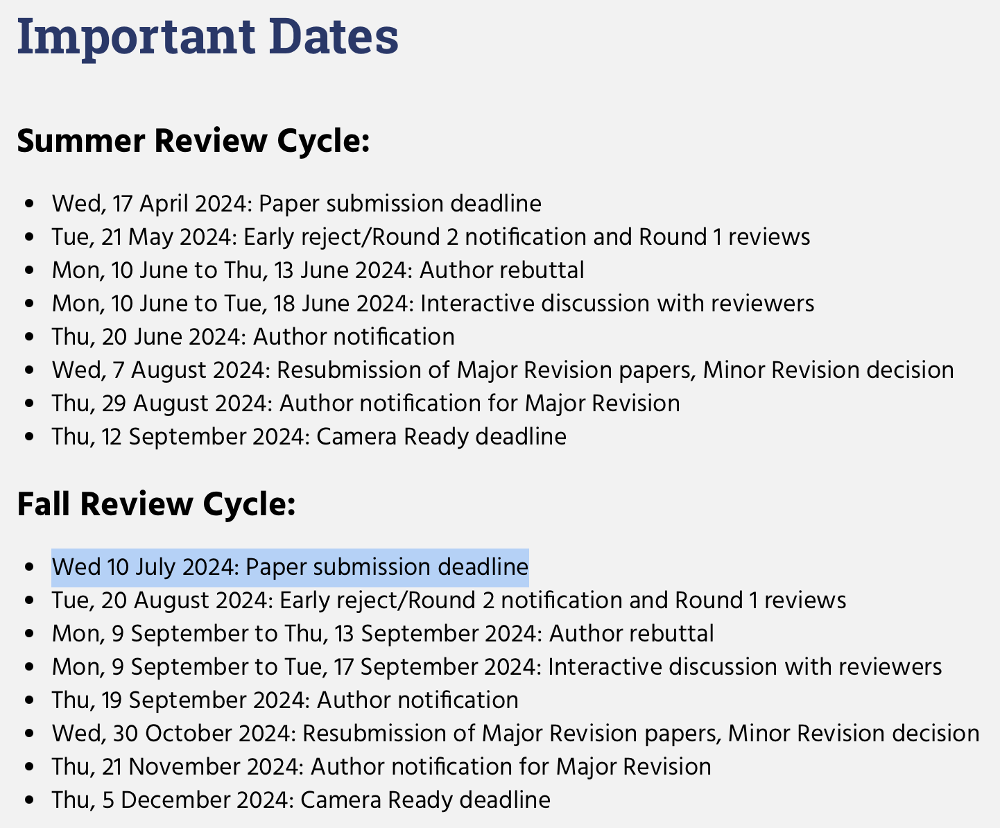 Important Dates
Summer Review Cycle:
Wed, 17 April 2024: Paper submission deadline
Tue, 21 May 2024: Early reject/Round 2 notification and Round 1 reviews
Mon, 10 June to Thu, 13 June 2024: Author rebuttal
Mon, 10 June to Tue, 18 June 2024: Interactive discussion with reviewers
Thu, 20 June 2024: Author notification
Wed, 7 August 2024: Resubmission of Major Revision papers, Minor Revision decision
Thu, 29 August 2024: Author notification for Major Revision
Thu, 12 September 2024: Camera Ready deadline
Fall Review Cycle:
Wed 10 July 2024: Paper submission deadline
Tue, 20 August 2024: Early reject/Round 2 notification and Round 1 reviews
Mon, 9 September to Thu, 13 September 2024: Author rebuttal
Mon, 9 September to Tue, 17 September 2024: Interactive discussion with reviewers
Thu, 19 September 2024: Author notification
Wed, 30 October 2024: Resubmission of Major Revision papers, Minor Revision decision
Thu, 21 November 2024: Author notification for Major Revision
Thu, 5 December 2024: Camera Ready deadline